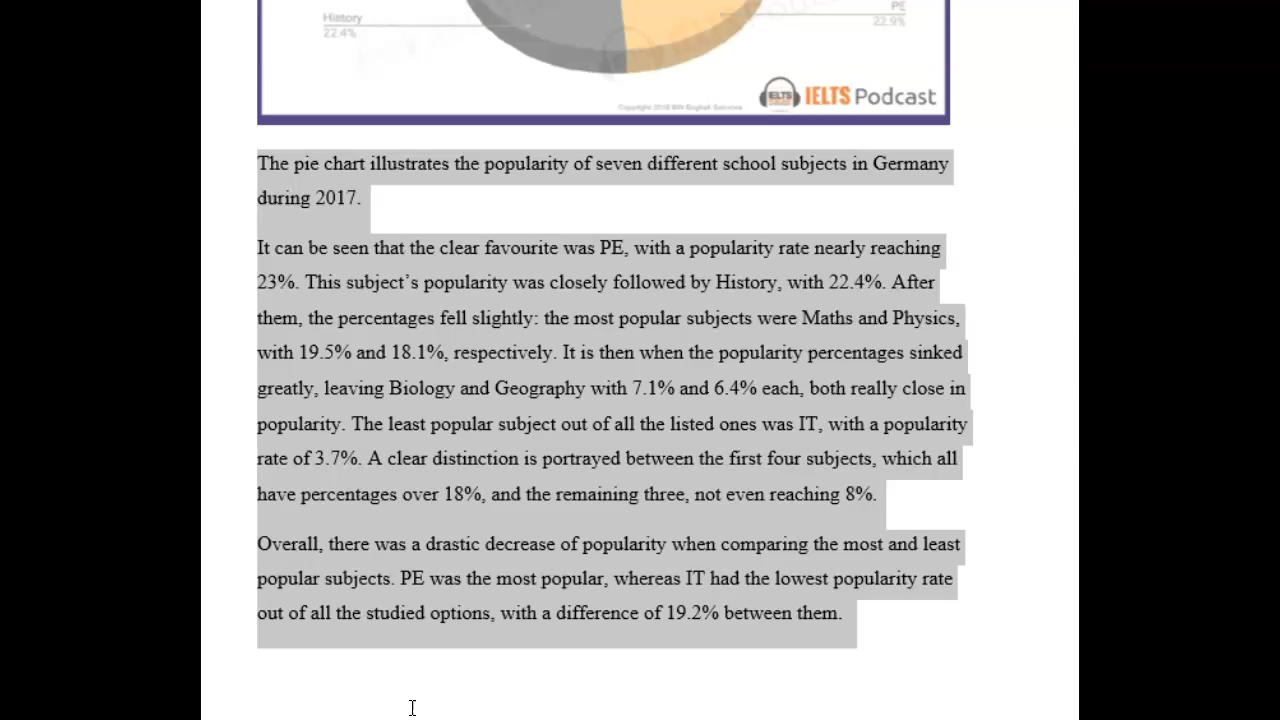 History
22.4%
PE
22.9%
Copyright 2018 BW English Services
IELTS
IELTS Podcast
The pie chart illustrates the popularity of seven different school subjects in Germany
during 2017.
It can be seen that the clear favourite was PE, with a popularity rate nearly reaching
23%. This subject’s popularity was closely followed by History, with 22.4%. After
them, the percentages fell slightly: the most popular subjects were Maths and Physics,
with 19.5% and 18.1%, respectively. It is then when the popularity percentages sinked
greatly, leaving Biology and Geography with 7.1% and 6.4% each, both really close in
popularity. The least popular subject out of all the listed ones was IT, with a popularity
rate of 3.7%. A clear distinction is portrayed between the first four subjects, which all
have percentages over 18%, and the remaining three, not even reaching 8%.
Overall, there was a drastic decrease of popularity when comparing the most and least
popular subjects. PE was the most popular, whereas IT had the lowest popularity rate
out of all the studied options, with a difference of 19.2% between them.